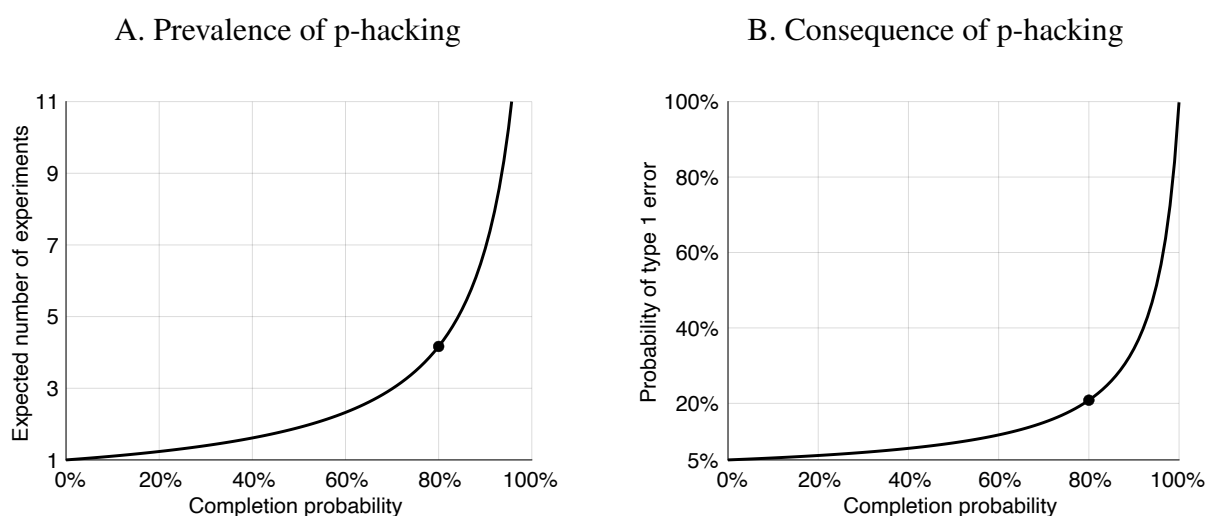 A. Prevalence of p-hacking
11
9
7
5
3
1
Expected number of experiments
0% 20% 40% 60% 80% 100%
Completion probability
B. Consequence of p-hacking
100%
80%
60%
40%
20%
5%
Probability of type 1 error
0% 20% 40% 60% 80% 100%
Completion probability